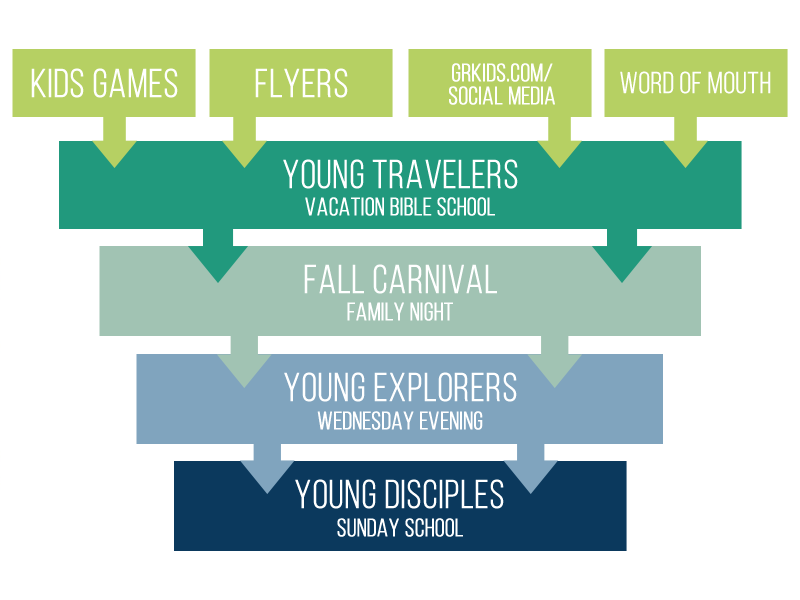 KIDS GAMES
FLYERS
GRKIDS.COM/
SOCIAL MEDIA
WORD OF MOUTH
YOUNG TRAVELERS
VACATION BIBLE SCHOOL
FALL CARNIVAL
FAMILY NIGHT
YOUNG EXPLORERS
WEDNESDAY EVENING
YOUNG DISCIPLES
SUNDAY SCHOOL